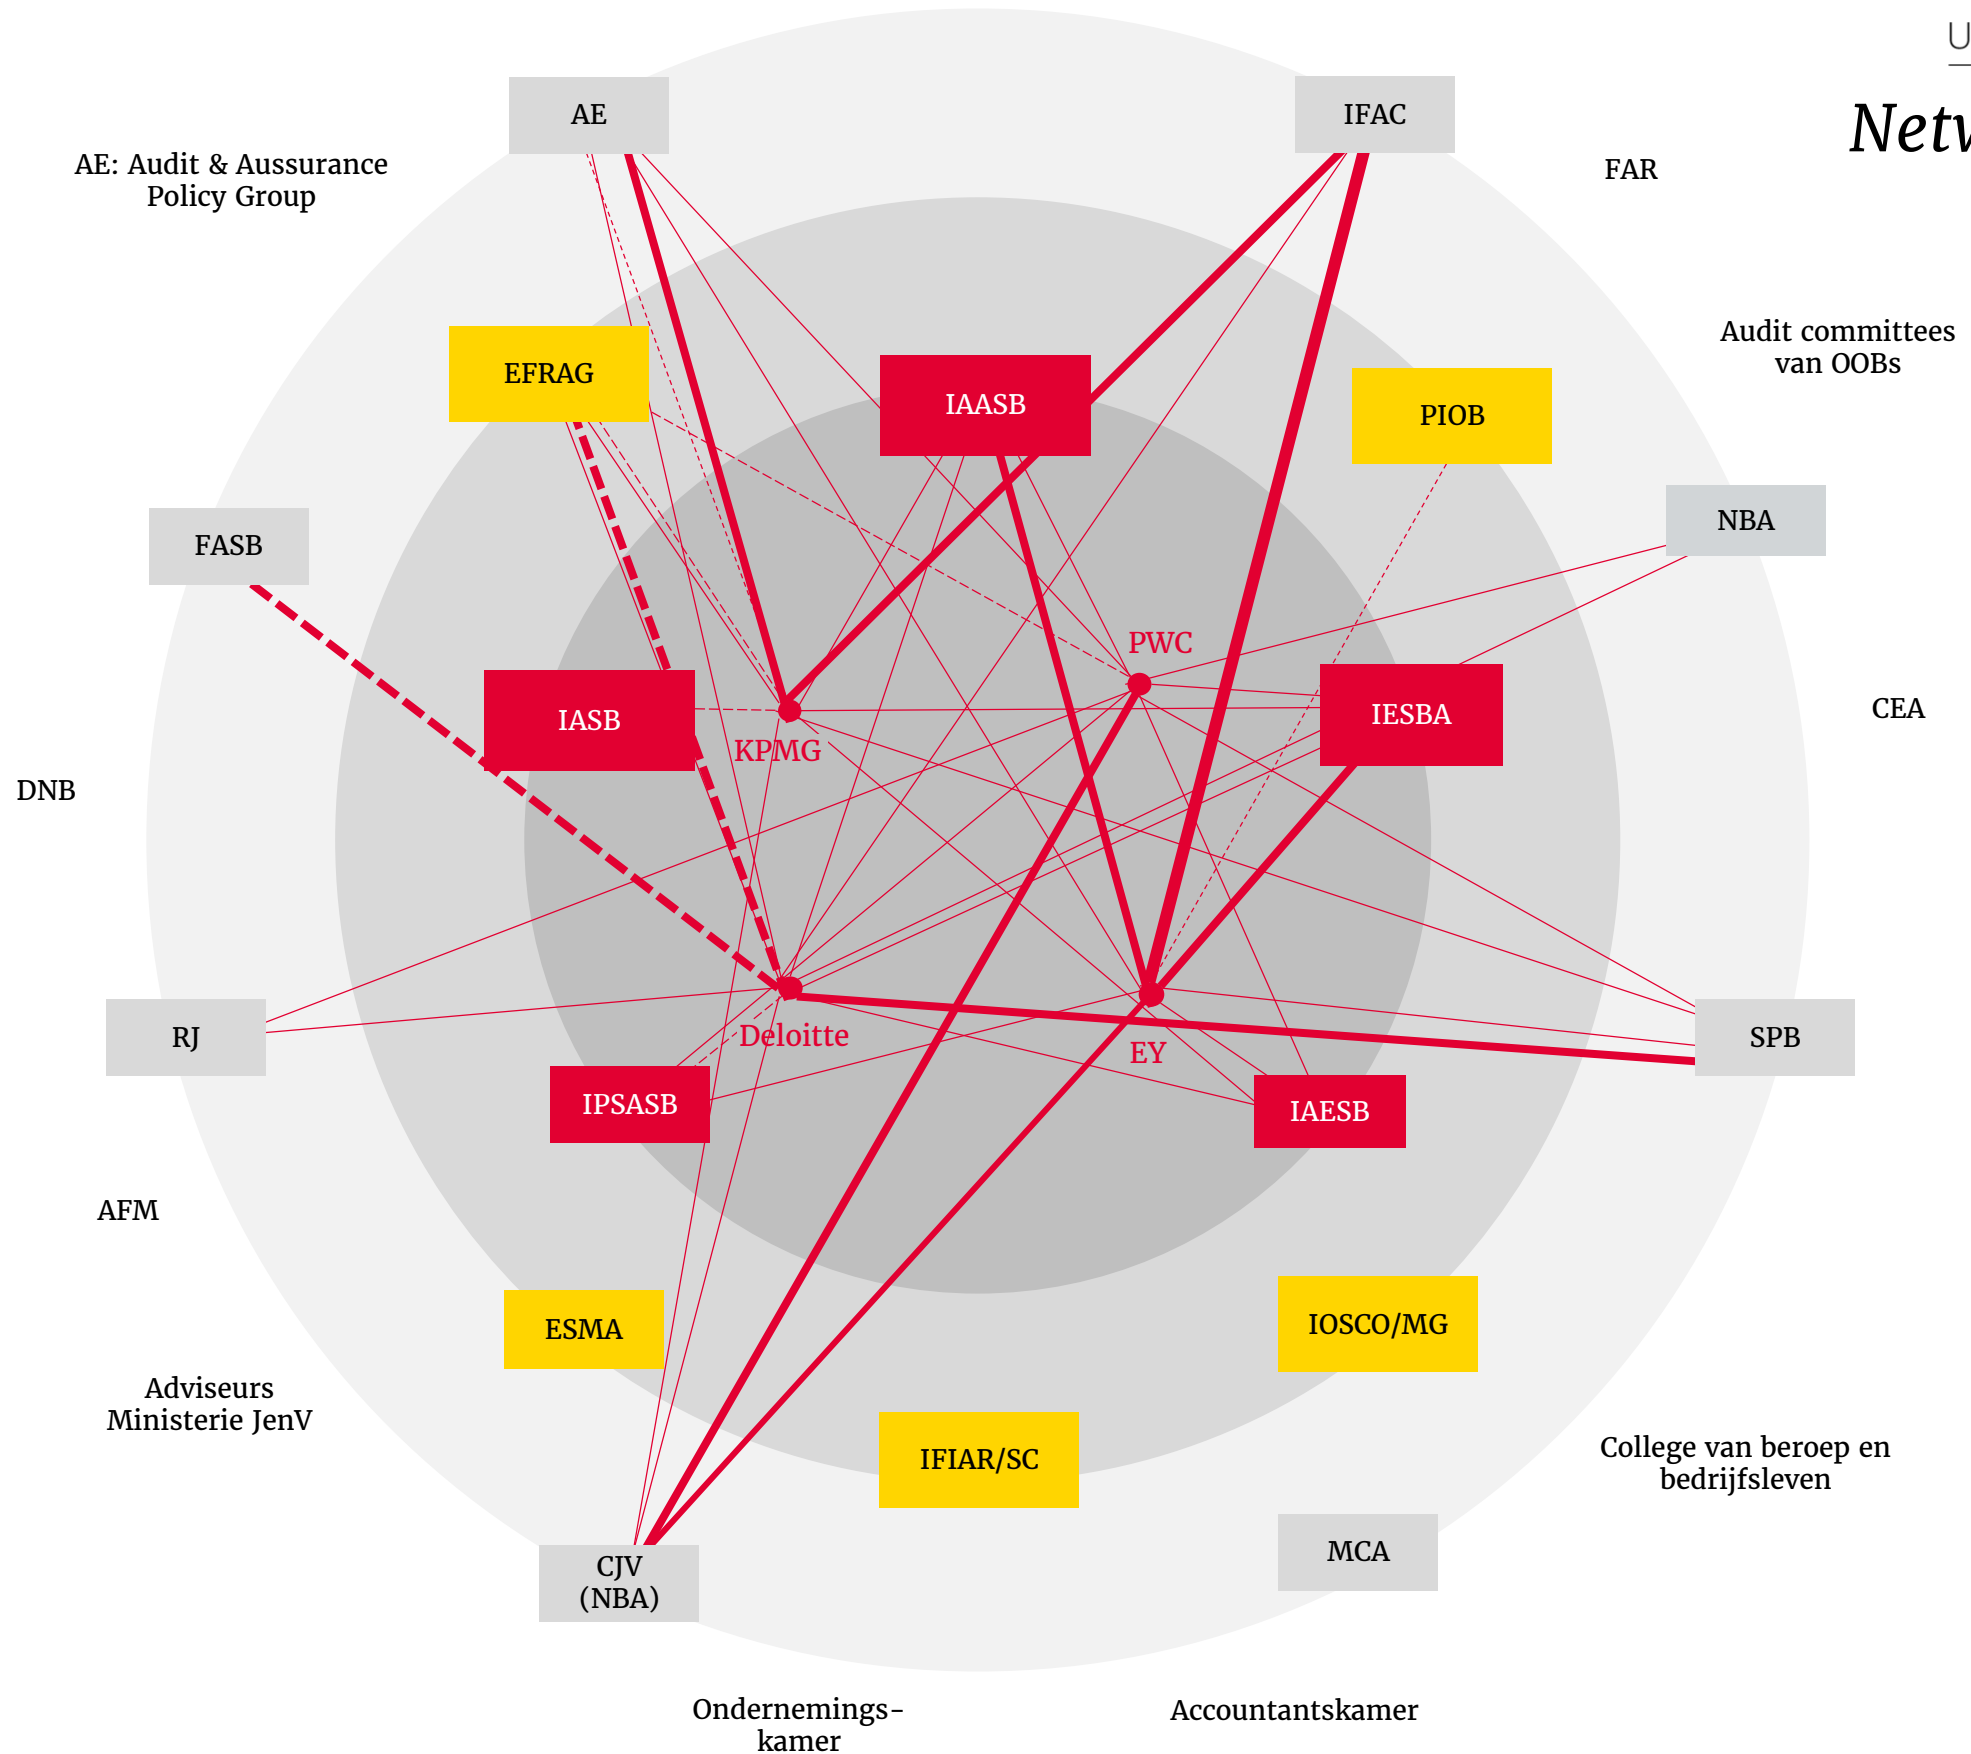 U
AE
IFAC
Netw
AE: Audit & Aussurance
Policy Group
FAR
Audit committees
van OOBs
EFRAG
IAASB
PIOB
NBA
FASB
PWC
IASB
IESBA
CEA
KPMG
DNB
RJ
Deloitte
EY
SPB
IPSASB
IAESB
AFM
ESMA
IOSCO/MG
Adviseurs
Ministerie JenV
IFIAR/SC
College van beroep en
bedrijfsleven
MCA
CJV
(NBA)
Ondernemings-
kamer
Accountantskamer